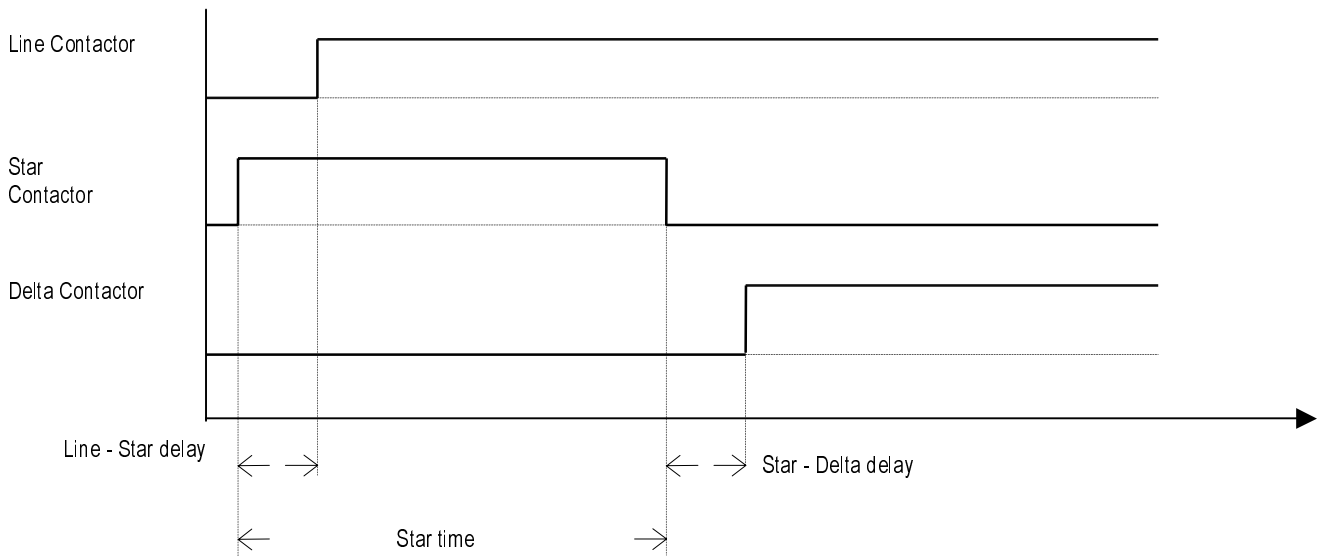 Line Contactor
Star
Contactor
Delta Contactor
Line - Star delay
Star - Delta delay
Star time